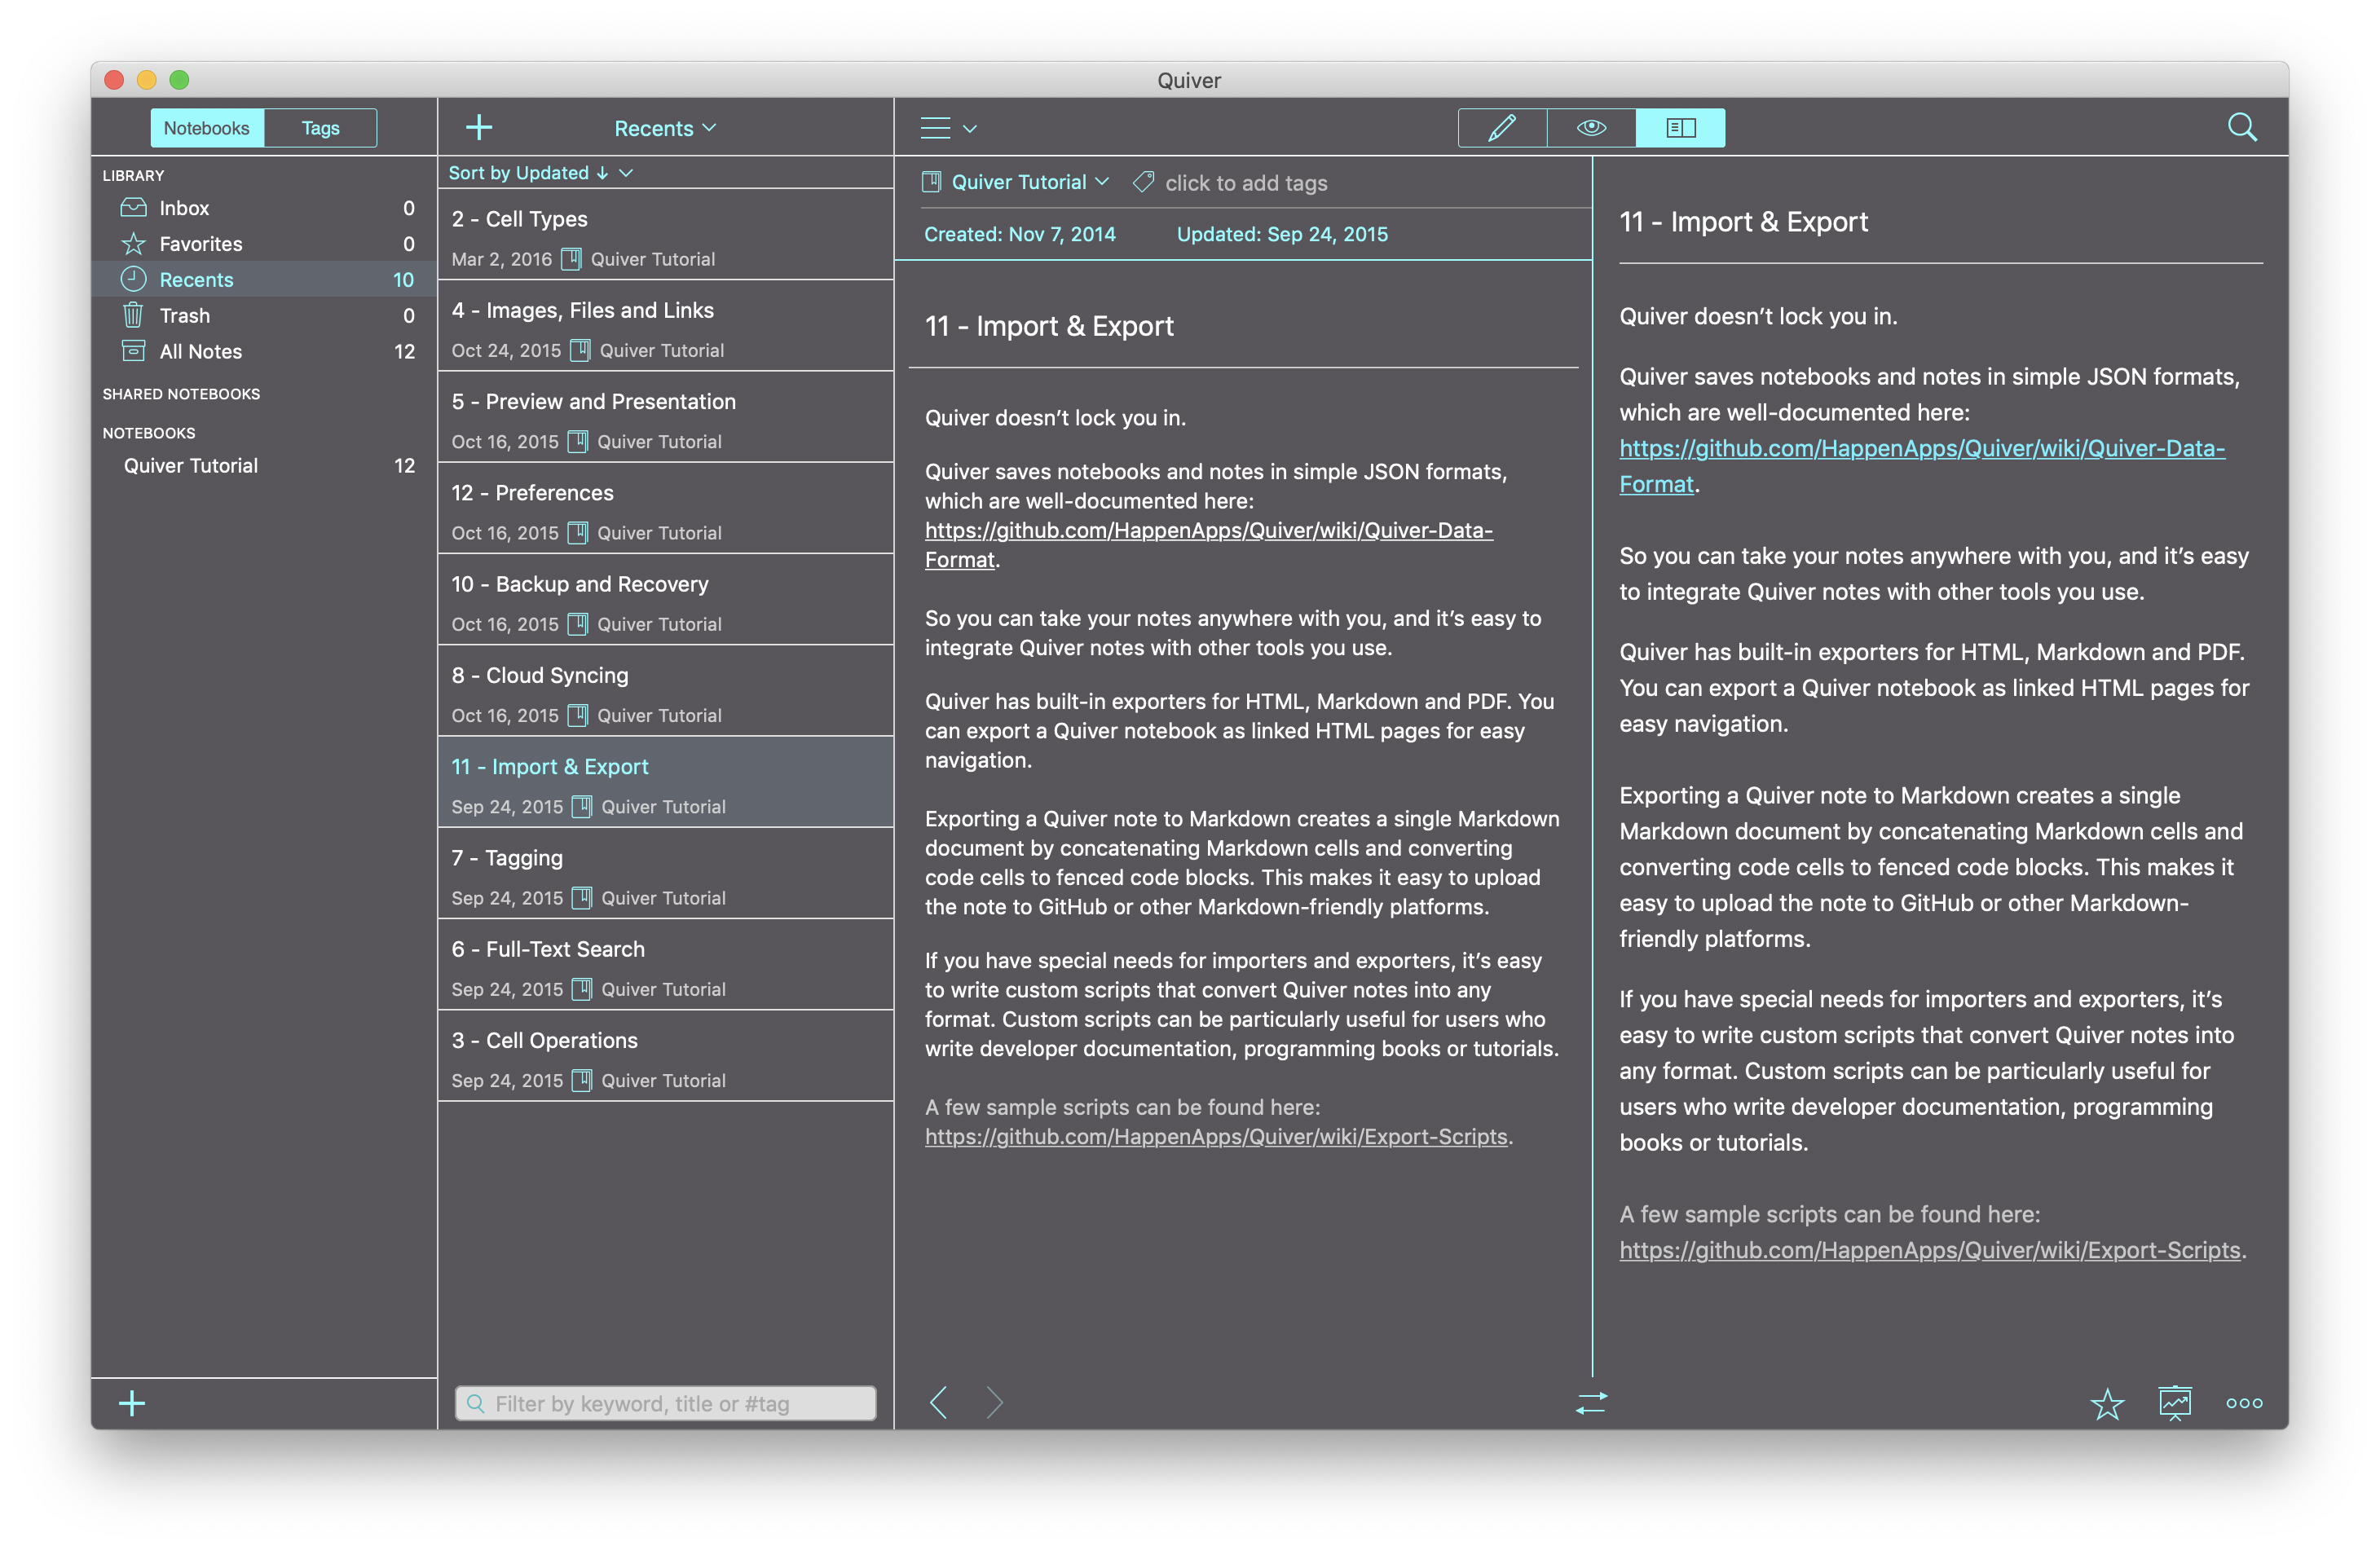 Quiver
Notebooks
Tags
LIBRARY
Inbox 0
Favorites 0
Recents 10
Trash 0
All Notes 12
SHARED NOTEBOOKS
NOTEBOOKS
Quiver Tutorial 12
Recents
Sort by Updated ↓
2 - Cell Types
Mar 2, 2016 Quiver Tutorial
4 - Images, Files and Links
Oct 24, 2015 Quiver Tutorial
5 - Preview and Presentation
Oct 16, 2015 Quiver Tutorial
12 - Preferences
Oct 16, 2015 Quiver Tutorial
10 - Backup and Recovery
Oct 16, 2015 Quiver Tutorial
8 - Cloud Syncing
Oct 16, 2015 Quiver Tutorial
11 - Import & Export
Sep 24, 2015 Quiver Tutorial
7 - Tagging
Sep 24, 2015 Quiver Tutorial
6 - Full-Text Search
Sep 24, 2015 Quiver Tutorial
3 - Cell Operations
Sep 24, 2015 Quiver Tutorial
Filter by keyword, title or #tag
Quiver Tutorial click to add tags
Created: Nov 7, 2014 Updated: Sep 24, 2015
11 - Import & Export
Quiver doesn’t lock you in.
Quiver saves notebooks and notes in simple JSON formats,
which are well-documented here:
https://github.com/HappenApps/Quiver/wiki/Quiver-Data-
Format.
So you can take your notes anywhere with you, and it’s easy to
integrate Quiver notes with other tools you use.
Quiver has built-in exporters for HTML, Markdown and PDF. You
can export a Quiver notebook as linked HTML pages for easy
navigation.
Exporting a Quiver note to Markdown creates a single Markdown
document by concatenating Markdown cells and converting
code cells to fenced code blocks. This makes it easy to upload
the note to GitHub or other Markdown-friendly platforms.
If you have special needs for importers and exporters, it’s easy
to write custom scripts that convert Quiver notes into any
format. Custom scripts can be particularly useful for users who
write developer documentation, programming books or tutorials.
A few sample scripts can be found here:
https://github.com/HappenApps/Quiver/wiki/Export-Scripts.
11 - Import & Export
Quiver doesn’t lock you in.
Quiver saves notebooks and notes in simple JSON formats,
which are well-documented here:
https://github.com/HappenApps/Quiver/wiki/Quiver-Data-
Format.
So you can take your notes anywhere with you, and it’s easy
to integrate Quiver notes with other tools you use.
Quiver has built-in exporters for HTML, Markdown and PDF.
You can export a Quiver notebook as linked HTML pages for
easy navigation.
Exporting a Quiver note to Markdown creates a single
Markdown document by concatenating Markdown cells and
converting code cells to fenced code blocks. This makes it
easy to upload the note to GitHub or other Markdown-
friendly platforms.
If you have special needs for importers and exporters, it’s
easy to write custom scripts that convert Quiver notes into
any format. Custom scripts can be particularly useful for
users who write developer documentation, programming
books or tutorials.
A few sample scripts can be found here:
https://github.com/HappenApps/Quiver/wiki/Export-Scripts.